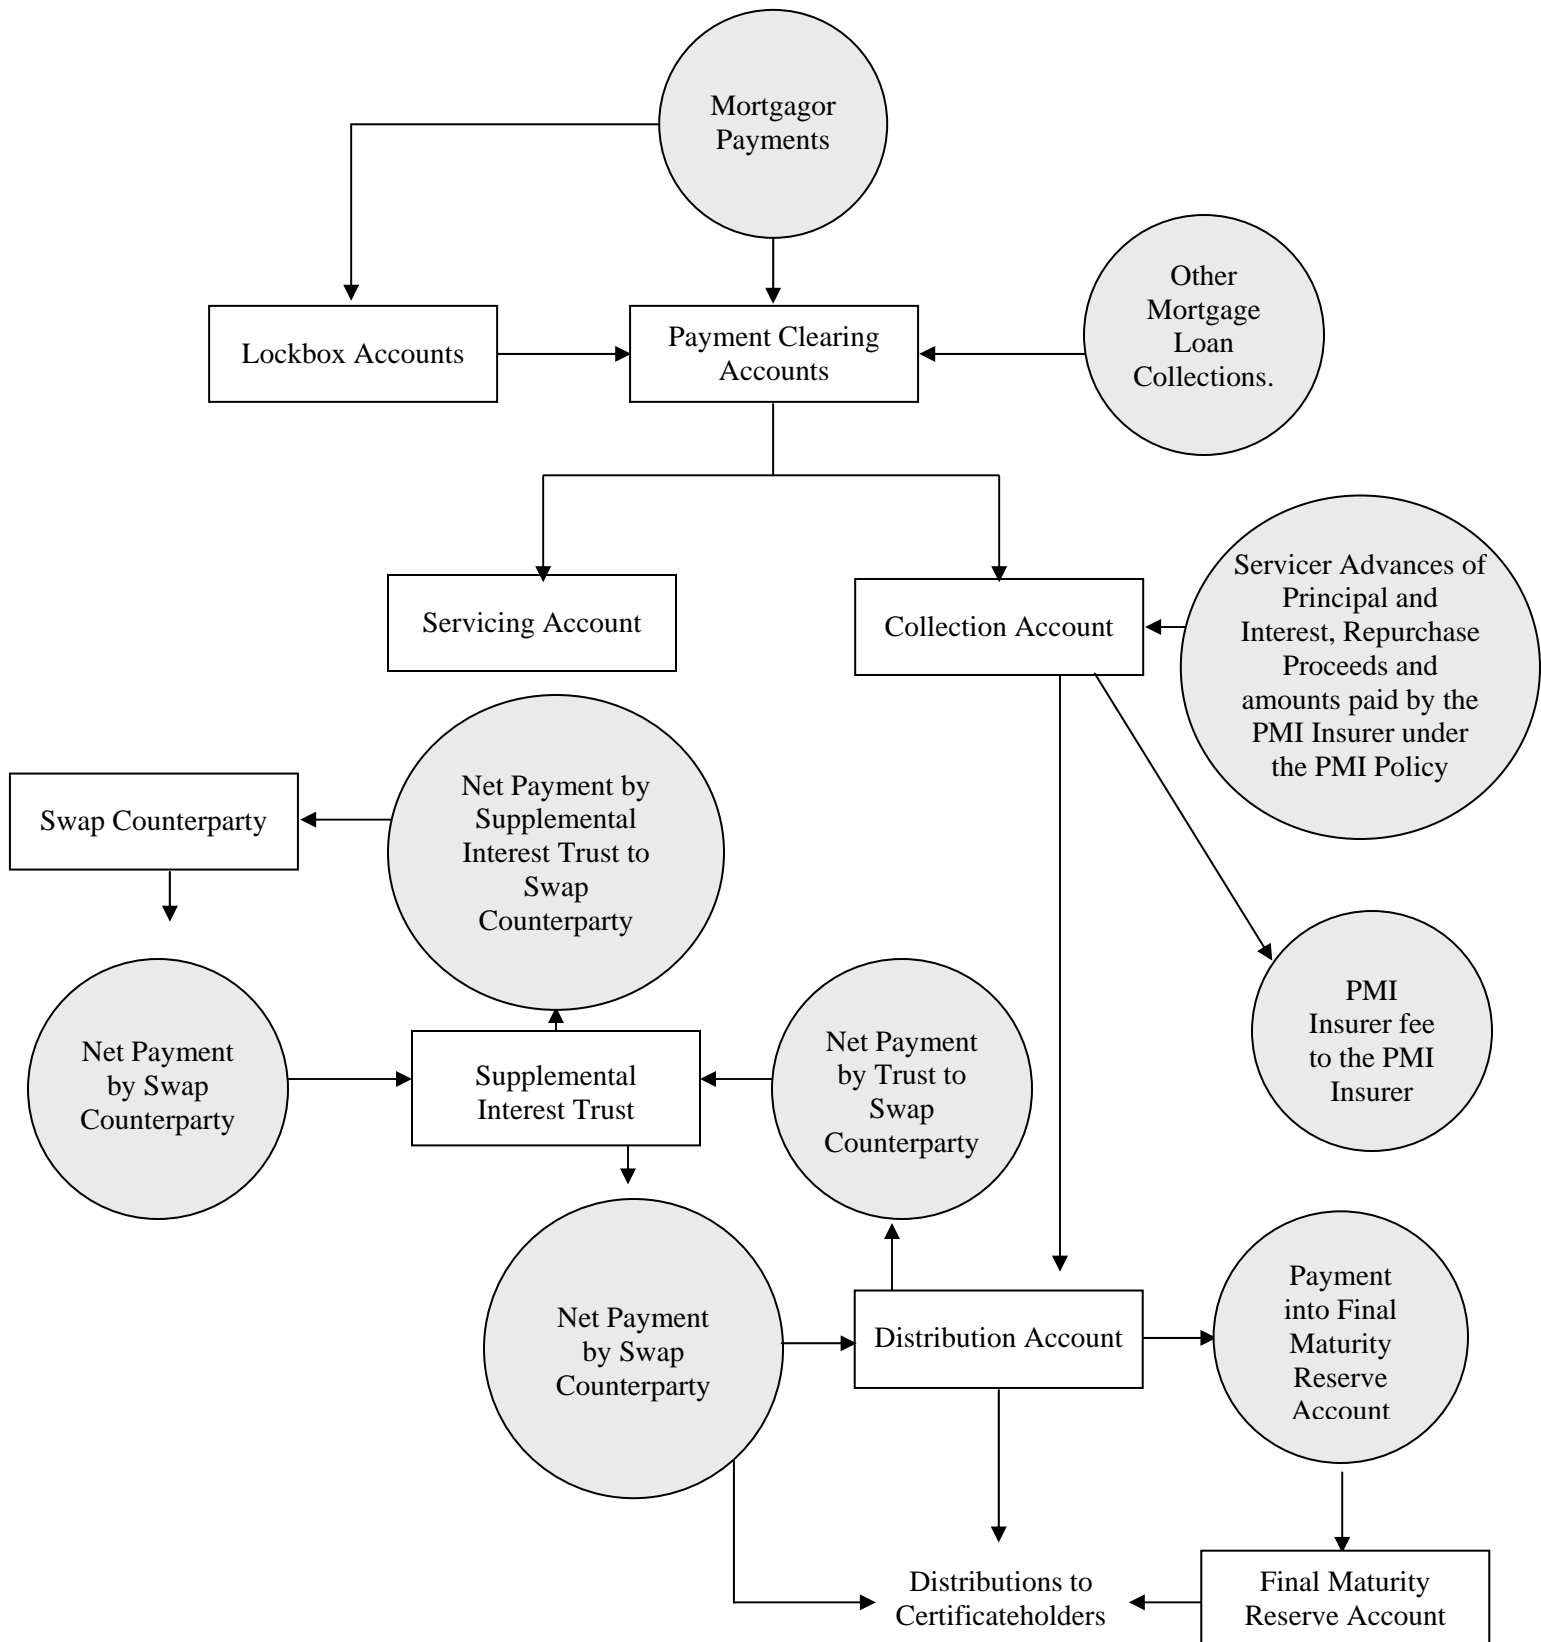 Mortgagor
Payments
Other
Mortgage
Loan
Collections.
Lockbox Accounts
Payment Clearing
Accounts
Servicer Advances of
Principal and
Interest, Repurchase
Proceeds and
amounts paid by the
PMI Insurer under
the PMI Policy
Servicing Account
Collection Account
Swap Counterparty
Net Payment by
Supplemental
Interest Trust to
Swap
Counterparty
PMI
Insurer fee
to the PMI
Insurer
Net Payment
by Swap
Counterparty
Supplemental
Interest Trust
Net Payment
by Trust to
Swap
Counterparty
Net Payment
by Swap
Counterparty
Distribution Account
Payment
into Final
Maturity
Reserve
Account
Distributions to
Certificateholders
Final Maturity
Reserve Account